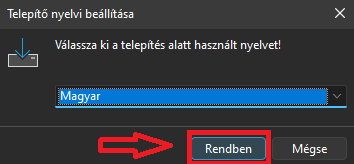 Telepítő nyelvi beállítása
Válassza ki a telepítés alatt használt nyelvet!
Magyar
Rendben
Mégse